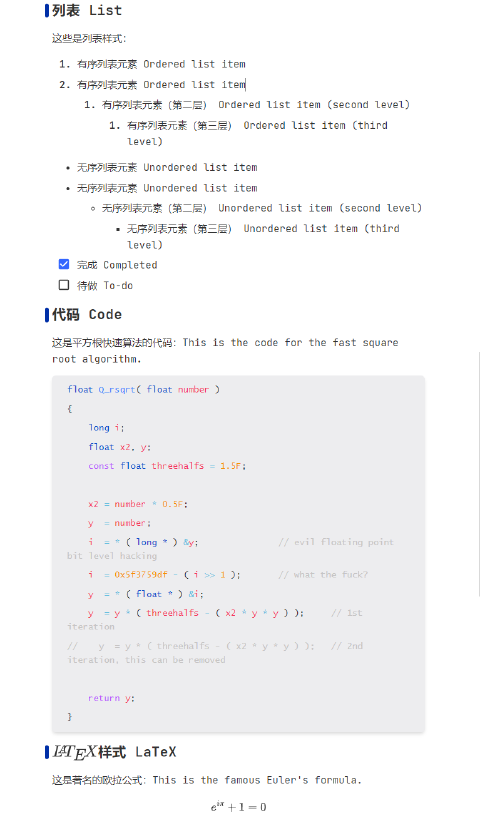 列表 List
这些是列表样式：
1. 有序列表元素 Ordered list item
2. 有序列表元素 Ordered list item
1. 有序列表元素（第二层） Ordered list item (second level)
1. 有序列表元素（第三层） Ordered list item (third
level)
• 无序列表元素 Unordered list item
• 无序列表元素 Unordered list item
◦ 无序列表元素（第二层） Unordered list item (second level)
▪ 无序列表元素（第三层） Unordered list item (third
level)
完成 Completed
待做 To-do
代码 Code
这是平方根快速算法的代码：This is the code for the fast square
root algorithm.
float Q_rsqrt( float number )
{
long i;
float x2, y;
const float threehalfs = 1.5F;
x2 = number * 0.5F;
y  = number;
i  = * ( long * ) &y;               // evil floating point
bit level hacking
i  = 0x5f3759df - ( i >> 1 );       // what the fuck?
y  = * ( float * ) &i;
y  = y * ( threehalfs - ( x2 * y * y ) );     // 1st
iteration
//    y  = y * ( threehalfs - ( x2 * y * y ) );   // 2nd
iteration, this can be removed
return y;
}
LATEX样式 LaTeX
这是著名的欧拉公式：This is the famous Euler's formula.
e^{iπ} + 1 = 0